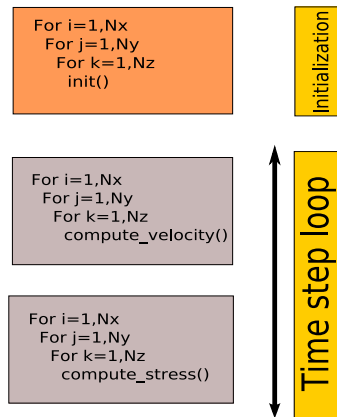 For i=1,Nx
For j=1,Ny
For k=1,Nz
init()
Initialization
For i=1,Nx
For j=1,Ny
For k=1,Nz
compute_velocity()
For i=1,Nx
For j=1,Ny
For k=1,Nz
compute_stress()
Time step loop